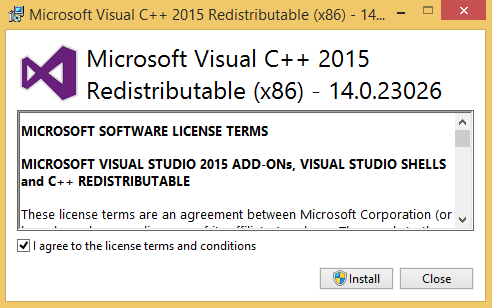 Microsoft Visual C++ 2015 Redistributable (x86) - 14....
Microsoft Visual C++ 2015
Redistributable (x86) - 14.0.23026
MICROSOFT SOFTWARE LICENSE TERMS
MICROSOFT VISUAL STUDIO 2015 ADD-ONs, VISUAL STUDIO SHELLS
and C++ REDISTRIBUTABLE
These license terms are an agreement between Microsoft Corporation (or
I agree to the license terms and conditions
Install
Close